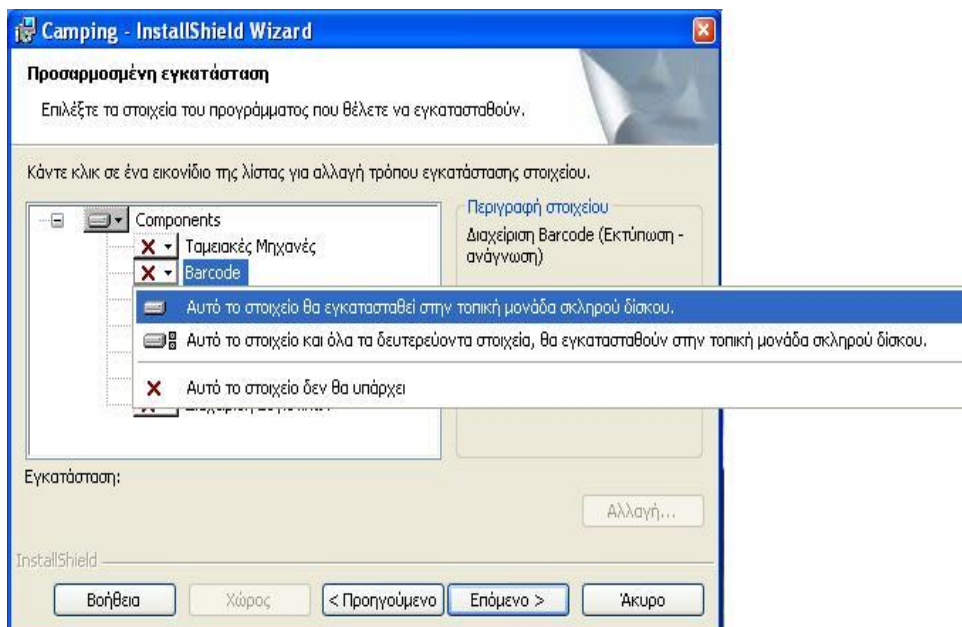 Camping - InstallShield Wizard
Προσαρμοσμένη εγκατάσταση
Επιλέξτε τα στοιχεία του προγράμματος που θέλετε να εγκατασταθούν.
Κάντε κλικ σε ένα εικονίδιο της λίστας για αλλαγή τρόπου εγκατάστασης στοιχείου.
Components
Ταμειακές Μηχανές
Barcode
Περιγραφή στοιχείου
Διαχείριση Barcode (Εκτύπωση -
ανάγνωση)
Αυτό το στοιχείο θα εγκατασταθεί στην τοπική μονάδα σκληρού δίσκου.
Αυτό το στοιχείο και όλα τα δευτερεύοντα στοιχεία, θα εγκατασταθούν στην τοπική μονάδα σκληρού δίσκου.
Αυτό το στοιχείο δεν θα υπάρχει
Εγκατάσταση:
Αλλαγή...
InstallShield
Βοήθεια
Χώρος
< Προηγούμενο
Επόμενο >
Άκυρο